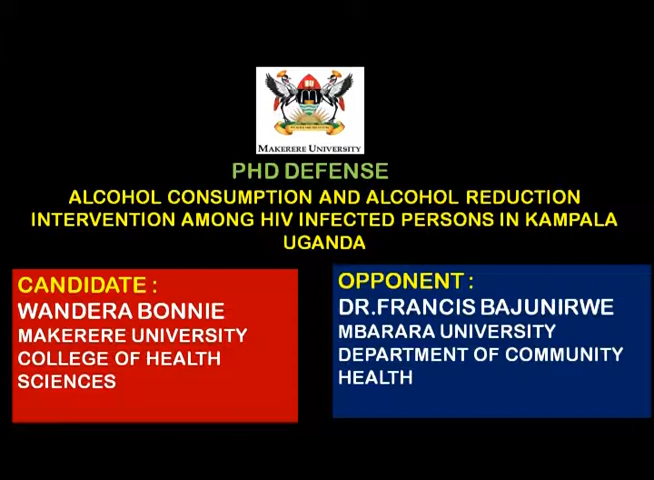 MAKERERE UNIVERSITY
PHD DEFENSE
ALCOHOL CONSUMPTION AND ALCOHOL REDUCTION
INTERVENTION AMONG HIV INFECTED PERSONS IN KAMPALA
UGANDA
CANDIDATE :
WANDERA BONNIE
MAKERERE UNIVERSITY
COLLEGE OF HEALTH
SCIENCES
OPPONENT :
DR.FRANCIS BAJUNIRWE
MBARARA UNIVERSITY
DEPARTMENT OF COMMUNITY
HEALTH